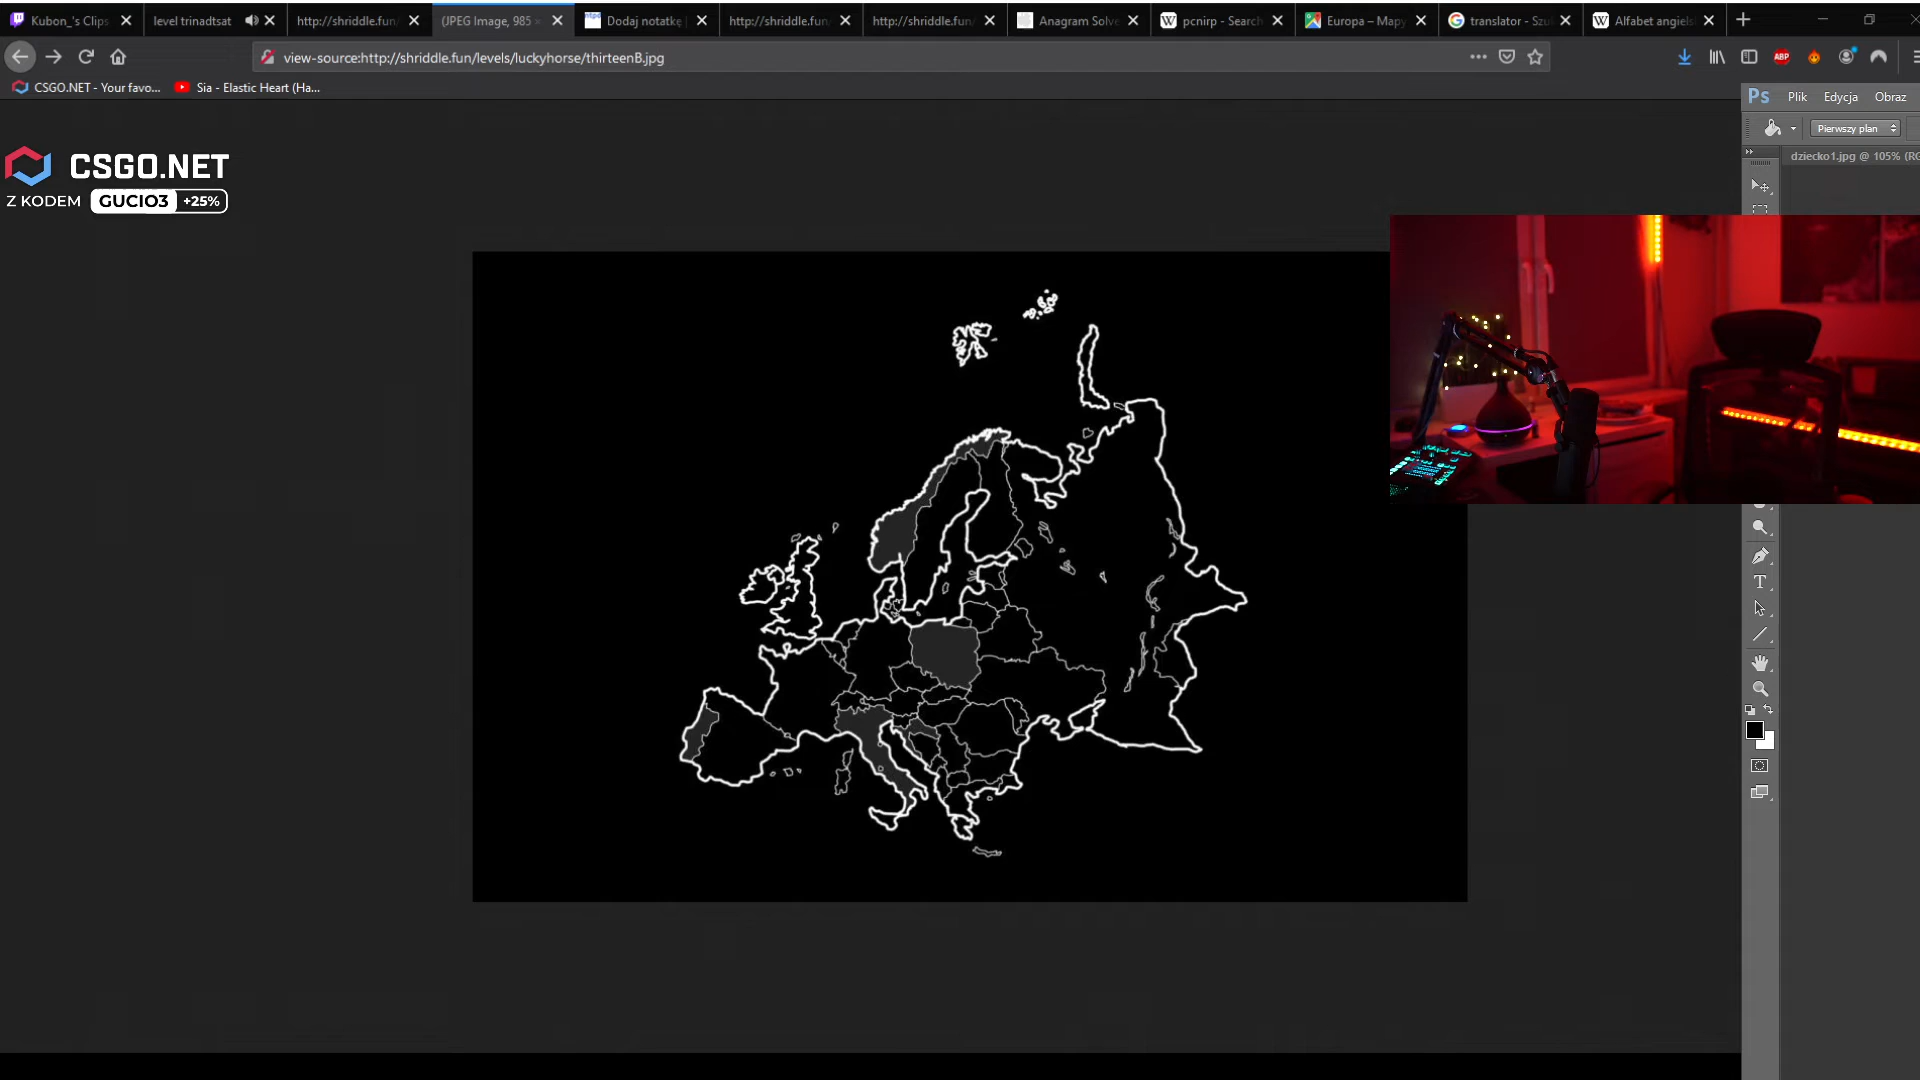 Kubon_'s Clips
level trinadtsat
http://shriddle.fun/
(JPEG Image, 985 ×
Dodaj notatkę
http://shriddle.fun/
http://shriddle.fun/
Anagram Solve
pcnirp - Search
Europa – Mapy
translator - Szu
Alfabet angiels
view-source:http://shriddle.fun/levels/luckyhorse/thirteenB.jpg
ABP
CSGO.NET - Your favo...
Sia - Elastic Heart (Ha...
Ps
Plik
Edycja
Obraz
Pierwszy plan
dziecko1.jpg @ 105% (RG
CSGO.NET
Z KODEM
GUCIO3
+25%